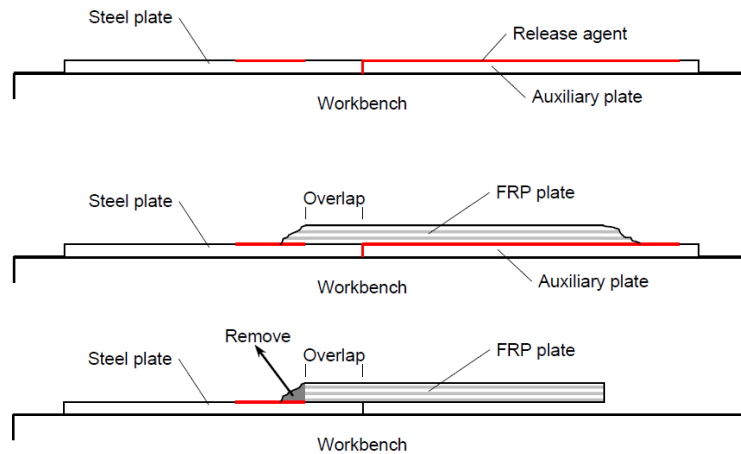 Steel plate
Release agent
Auxiliary plate
Workbench
Overlap
FRP plate
Steel plate
Auxiliary plate
Workbench
Remove
Overlap
FRP plate
Steel plate
Workbench